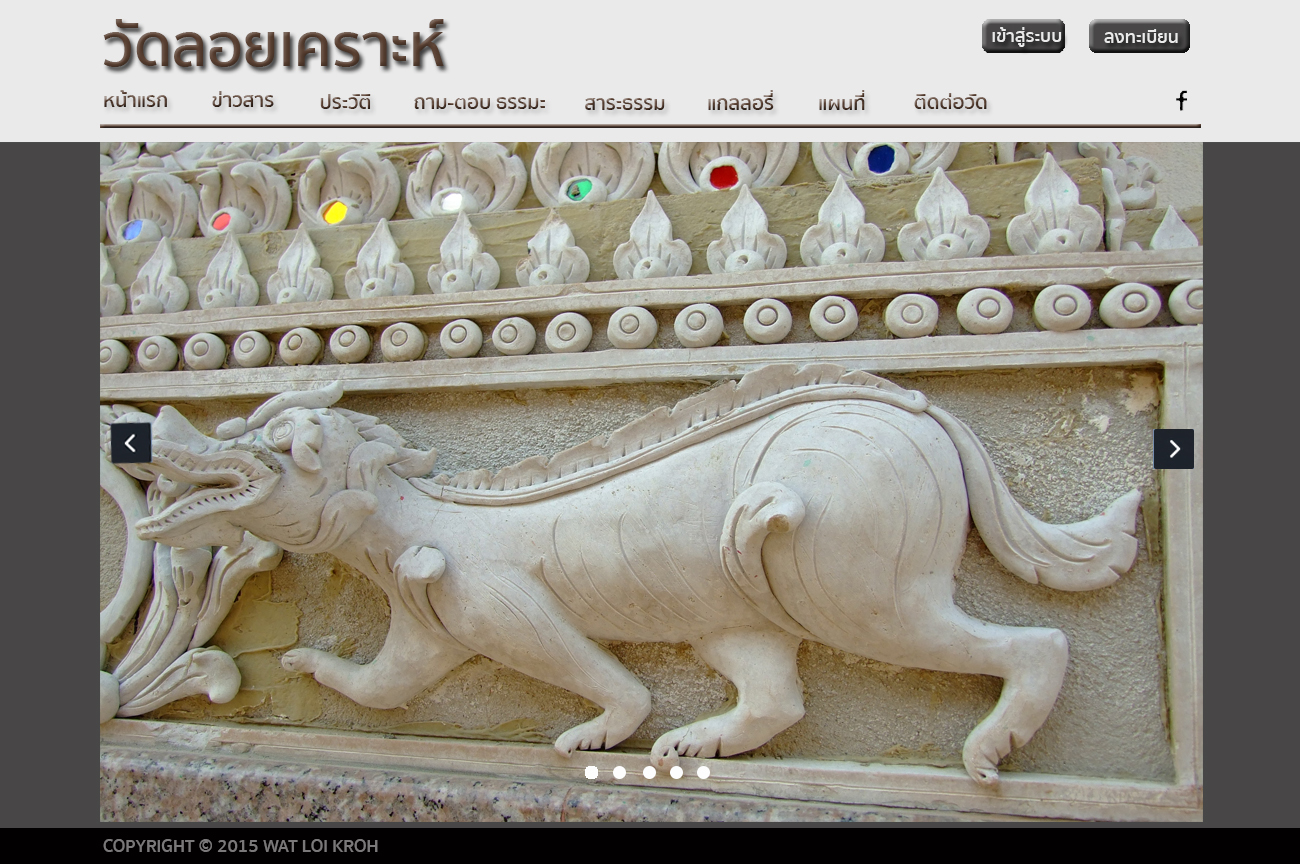 วัดลอยเคราะห์
เข้าสู่ระบบ ลงทะเบียน
หน้าแรก ข่าวสาร ประวัติ ถาม-ตอบ ธรรมะ สาระธรรม แกลลอรี่ แผนที่ ติดต่อวัด f
COPYRIGHT © 2015 WAT LOI KROH